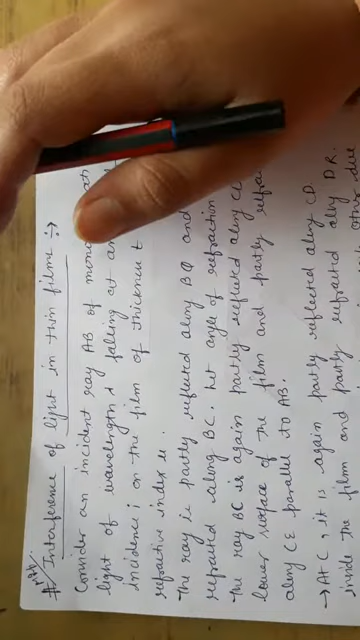 # Interference of light in thin films :→
Consider an incident ray AB of mono
light of wavelength λ falling at an
incidence i on the film of thickness t
refractive index μ.
The ray is partly reflected along BQ and
refracted along BC. Let angle of refraction
The ray BC is again partly reflected along C
lower surface of the film and partly refra
along CE parallel to AB.
→ At C, it is again partly reflected along CD.
inside the film and partly refracted along DR.